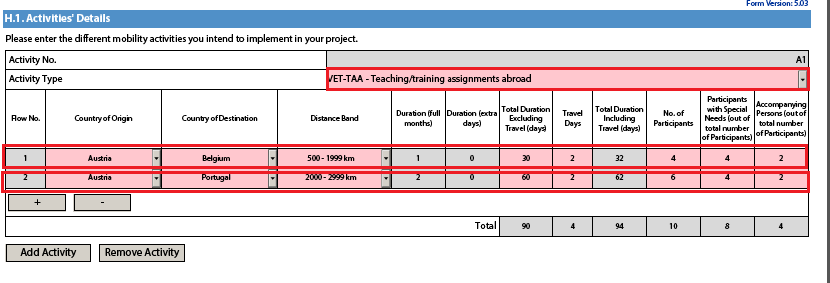 Form Version: 5.03
H.1. Activities' Details
Please enter the different mobility activities you intend to implement in your project.
Activity No. A1
Activity Type VET-TAA - Teaching/training assignments abroad
Row No. Country of Origin Country of Destination Distance Band Duration (full months) Duration (extra days) Total Duration Excluding Travel (days) Travel Days Total Duration Including Travel (days) No. of Participants Participants with Special Needs (out of total number of Participants) Accompanying Persons (out of total number of Participants)
1 Austria Belgium 500 - 1999 km 1 0 30 2 32 4 4 2
2 Austria Portugal 2000 - 2999 km 2 0 60 2 62 6 4 2
+ -
Total 90 4 94 10 8 4
Add Activity Remove Activity